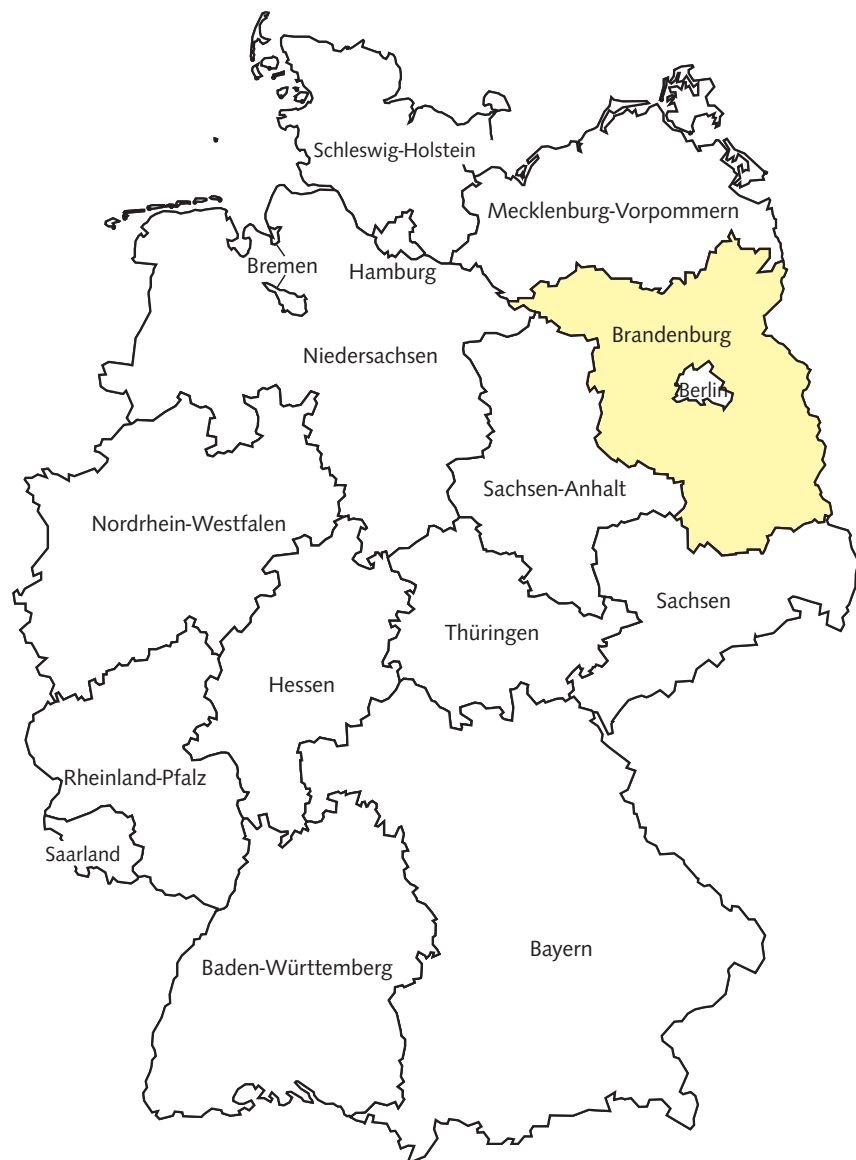 Schleswig-Holstein
Mecklenburg-Vorpommern
Bremen
Hamburg
Brandenburg
Niedersachsen
Berlin
Sachsen-Anhalt
Nordrhein-Westfalen
Sachsen
Thüringen
Hessen
Rheinland-Pfalz
Saarland
Bayern
Baden-Württemberg